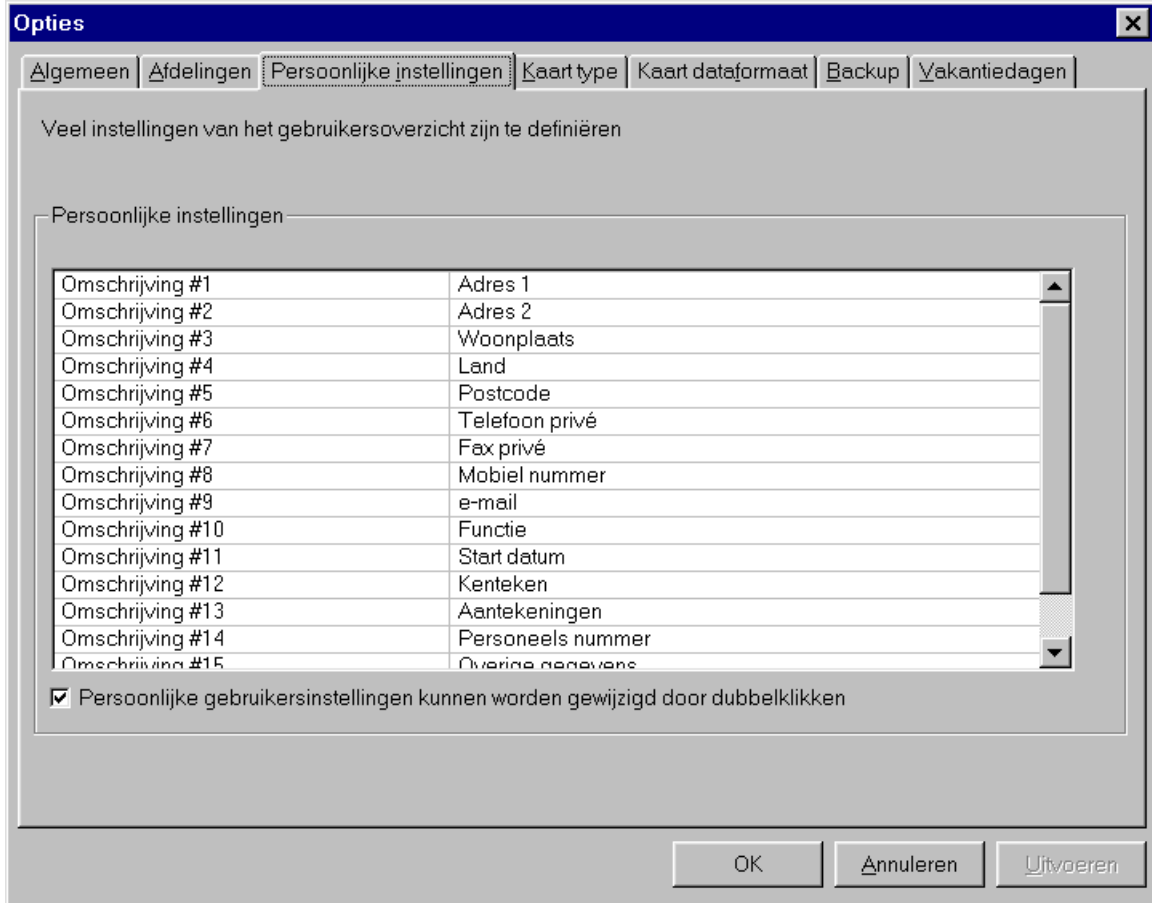 Opties
Algemeen Afdelingen Persoonlijke instellingen Kaart type Kaart dataformaat Backup Vakantiedagen
Veel instellingen van het gebruikersoverzicht zijn te definiëren
Persoonlijke instellingen
Omschrijving #1 Adres 1
Omschrijving #2 Adres 2
Omschrijving #3 Woonplaats
Omschrijving #4 Land
Omschrijving #5 Postcode
Omschrijving #6 Telefoon privé
Omschrijving #7 Fax privé
Omschrijving #8 Mobiel nummer
Omschrijving #9 e-mail
Omschrijving #10 Functie
Omschrijving #11 Start datum
Omschrijving #12 Kenteken
Omschrijving #13 Aantekeningen
Omschrijving #14 Personeels nummer
Omschrijving #15 Overige gegevens
Persoonlijke gebruikersinstellingen kunnen worden gewijzigd door dubbelklikken
OK Annuleren Uitvoeren